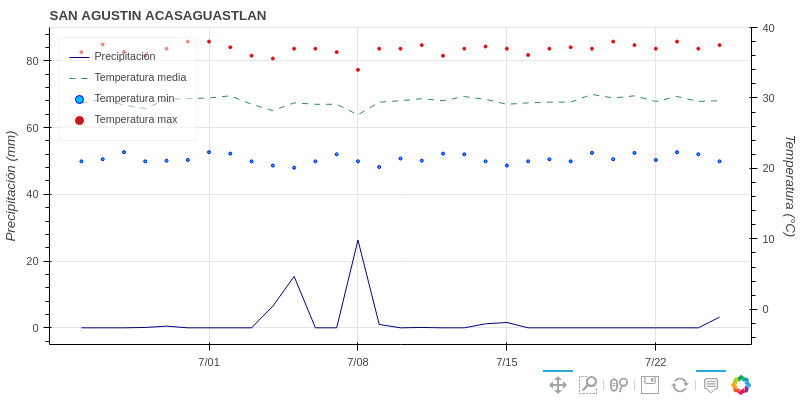 SAN AGUSTIN ACASAGUASTLAN
Precipitación
Temperatura media
Temperatura min
Temperatura max
Precipitación (mm)
80
60
40
20
0
Temperatura (°C)
40
30
20
10
0
7/01
7/08
7/15
7/22